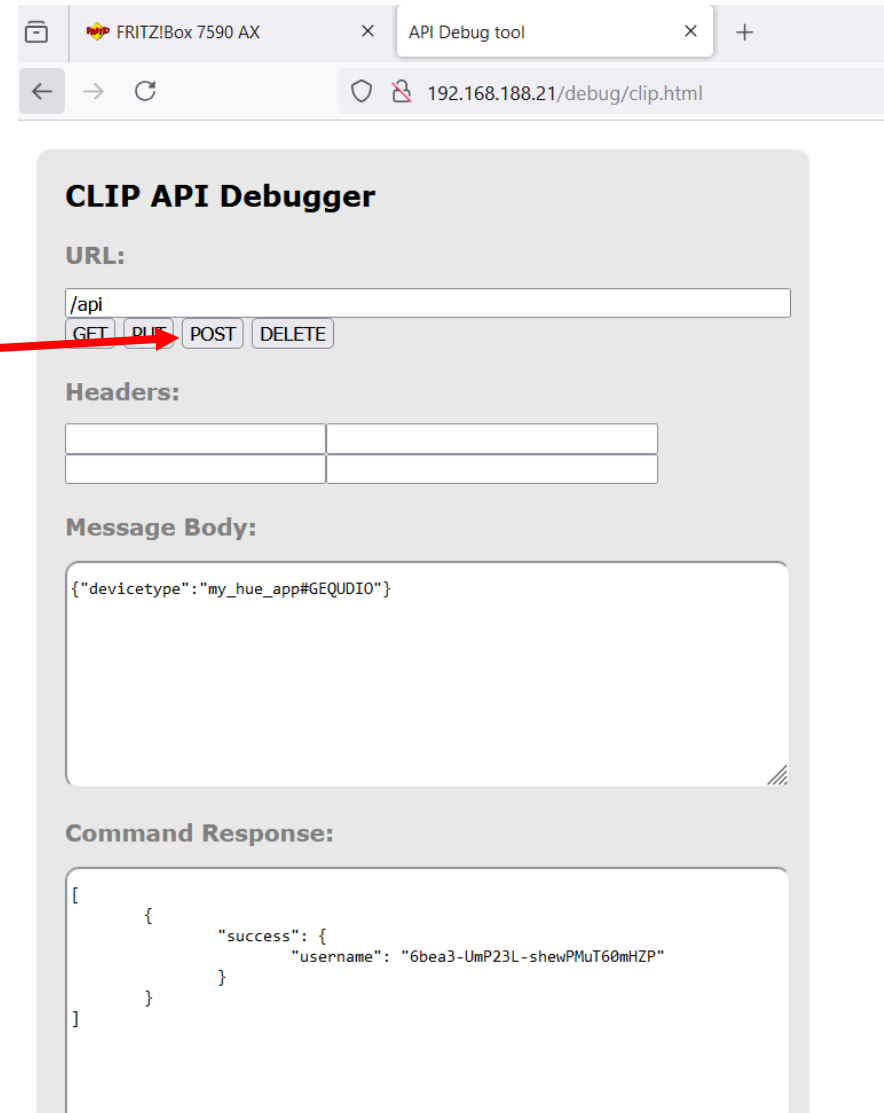 FRITZ!Box 7590 AX
API Debug tool
192.168.188.21/debug/clip.html
CLIP API Debugger
URL:
/api
GET PUT POST DELETE
Headers:
Message Body:
{"devicetype":"my_hue_app#GEQUDIO"}
Command Response:
[
{
"success": {
"username": "6bea3-UmP23L-shewPMuT60mHZP"
}
}
]